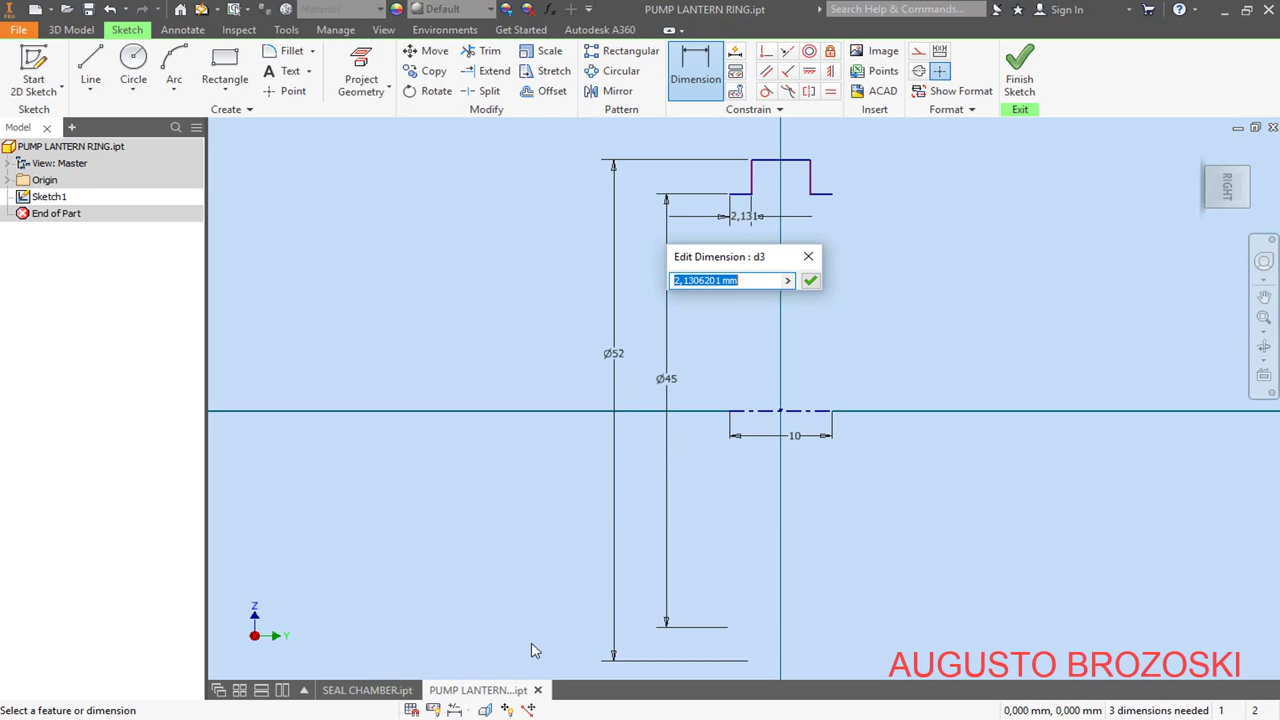 Material
Default
PUMP LANTERN RING.ipt
Search Help & Commands...
Sign In
File
3D Model
Sketch
Annotate
Inspect
Tools
Manage
View
Environments
Get Started
Autodesk A360
Start
2D Sketch
Line
Circle
Arc
Rectangle
Fillet
Text
Point
Project
Geometry
Move
Copy
Rotate
Trim
Extend
Split
Scale
Stretch
Offset
Rectangular
Circular
Mirror
Dimension
Image
Points
ACAD
Show Format
Finish
Sketch
Sketch
Create
Modify
Pattern
Constrain
Insert
Format
Exit
Model
PUMP LANTERN RING.ipt
View: Master
Origin
Sketch1
End of Part
RIGHT
2,131
Edit Dimension : d3
2,1306201 mm
Ø52
Ø45
10
Z
Y
AUGUSTO BROZOSKI
SEAL CHAMBER.ipt
PUMP LANTERN...ipt
Select a feature or dimension
0,000 mm, 0,000 mm
3 dimensions needed
1
2